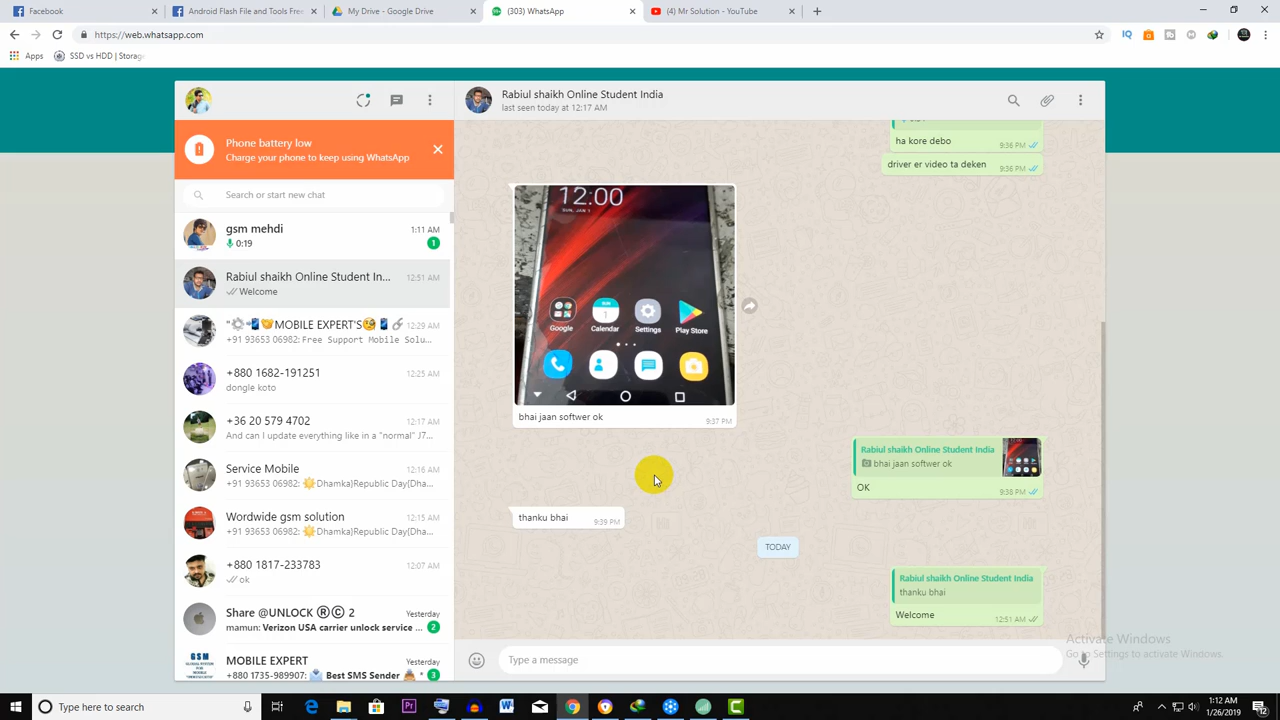 Facebook
Android Flash File and Tools Free
My Drive - Google Drive
(303) WhatsApp
(4) Mr Solution - YouTube
https://web.whatsapp.com
IQ
Apps
SSD vs HDD | Storag
Phone battery low
Charge your phone to keep using WhatsApp
Search or start new chat
gsm mehdi
1:11 AM
0:19
1
Rabiul shaikh Online Student In...
12:51 AM
Welcome
"⚙️📲🤝MOBILE EXPERT'S🧐📱🔗
12:29 AM
+91 93653 06982: Free Support Mobile Solu...
+880 1682-191251
12:25 AM
dongle koto
+36 20 579 4702
12:17 AM
And can I update everything like in a "normal" J7...
Service Mobile
12:16 AM
+91 93653 06982: 🌟Dhamka}Republic Day{Dha...
Wordwide gsm solution
12:15 AM
+91 93653 06982: 🌟Dhamka}Republic Day{Dha...
+880 1817-233783
12:07 AM
ok
Share @UNLOCK Ⓡⓒ 2
Yesterday
mamun: Verizon USA carrier unlock service ...
2
MOBILE EXPERT
Yesterday
+880 1735-989907: 📩 Best SMS Sender
3
GSM
Rabiul shaikh Online Student India
last seen today at 12:17 AM
ha kore debo
9:36 PM
driver er video ta deken
9:36 PM
12:00
SUN, JAN 1
SUN
1
Google
Calendar
Settings
Play Store
bhai jaan softwer ok
9:37 PM
Rabiul shaikh Online Student India
bhai jaan softwer ok
OK
9:38 PM
thanku bhai
9:39 PM
TODAY
Rabiul shaikh Online Student India
thanku bhai
Welcome
12:51 AM
Type a message
Activate Windows
Go to Settings to activate Windows.
Type here to search
1:12 AM
1/26/2019
12